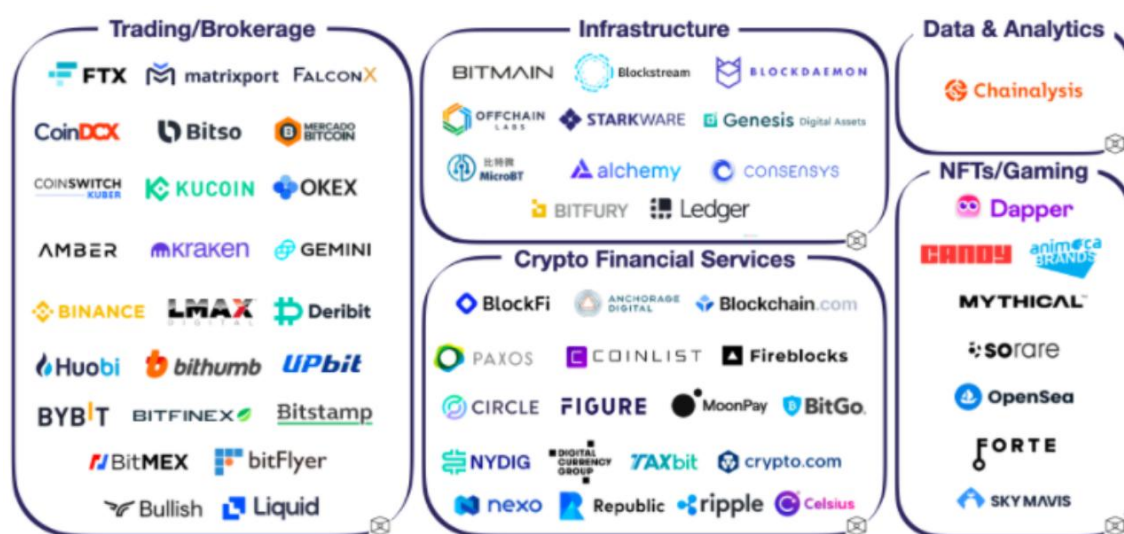 Trading/Brokerage
FTX matrixport FALCONX
CoinDCX Bitso MERCADO BITCOIN
COINSWITCH KUBER KUCOIN OKEX
AMBER mKraken GEMINI
BINANCE LMAX DIGITAL Deribit
Huobi bithumb UPbit
BYBIT BITFINEX Bitstamp
BitMEX bitFlyer
Bullish Liquid
Infrastructure
BITMAIN Blockstream BLOCKDAEMON
OFFCHAIN LABS STARKWARE Genesis Digital Assets
比特微 MicroBT alchemy CONSENSYS
BITFURY Ledger
Crypto Financial Services
BlockFi ANCHORAGE DIGITAL Blockchain.com
PAXOS COINLIST Fireblocks
CIRCLE FIGURE MoonPay BitGo.
NYDIG DIGITAL CURRENCY GROUP TAXbit crypto.com
nexo Republic ripple Celsius
Data & Analytics
Chainalysis
NFTs/Gaming
Dapper
CANDY animoca BRANDS
MYTHICAL
sorare
OpenSea
FORTE
SKY MAVIS